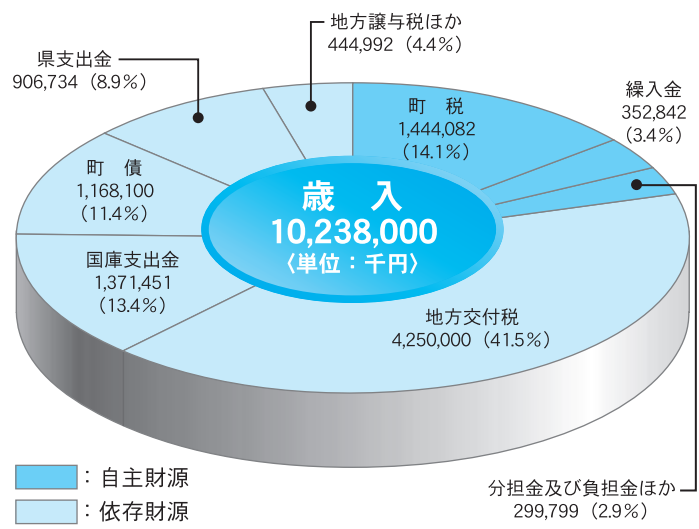 地方譲与税ほか
444,992（4.4%）
県支出金
906,734（8.9%）
町　税
1,444,082
（14.1%）
繰入金
352,842
（3.4%）
町　債
1,168,100
（11.4%）
歳　入
10,238,000
〈単位：千円〉
国庫支出金
1,371,451
（13.4%）
地方交付税
4,250,000（41.5%）
：自主財源
：依存財源
分担金及び負担金ほか
299,799（2.9%）